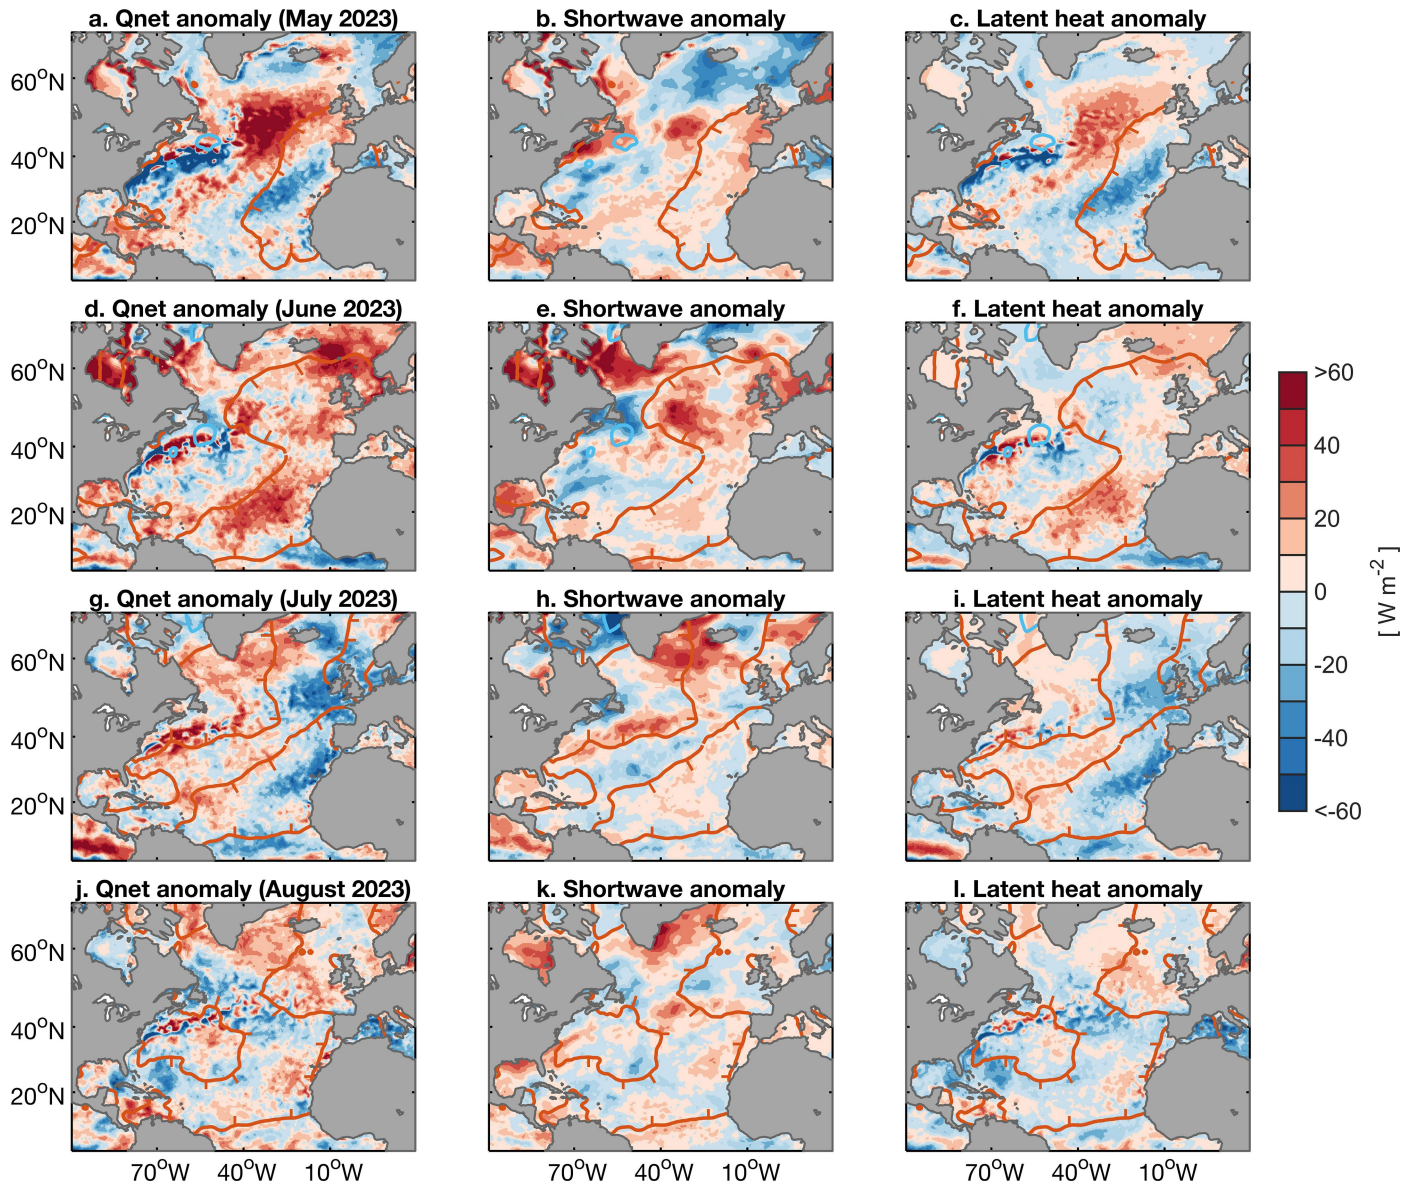 a. Qnet anomaly (May 2023)
b. Shortwave anomaly
c. Latent heat anomaly
60°N
40°N
20°N
d. Qnet anomaly (June 2023)
e. Shortwave anomaly
f. Latent heat anomaly
60°N
40°N
20°N
g. Qnet anomaly (July 2023)
h. Shortwave anomaly
i. Latent heat anomaly
60°N
40°N
20°N
j. Qnet anomaly (August 2023)
k. Shortwave anomaly
l. Latent heat anomaly
60°N
40°N
20°N
70°W 40°W 10°W
70°W 40°W 10°W
70°W 40°W 10°W
>60
40
20
0
-20
-40
<-60
[ W m⁻² ]